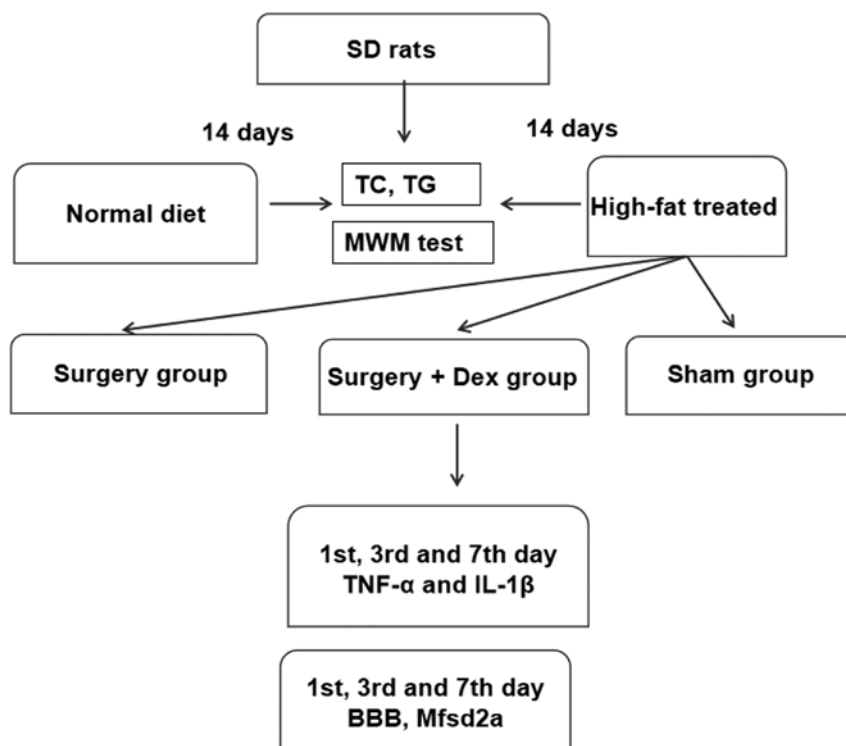 SD rats
14 days
14 days
TC, TG
Normal diet
High-fat treated
MWM test
Surgery group
Surgery + Dex group
Sham group
1st, 3rd and 7th day
TNF-α and IL-1β
1st, 3rd and 7th day
BBB, Mfsd2a